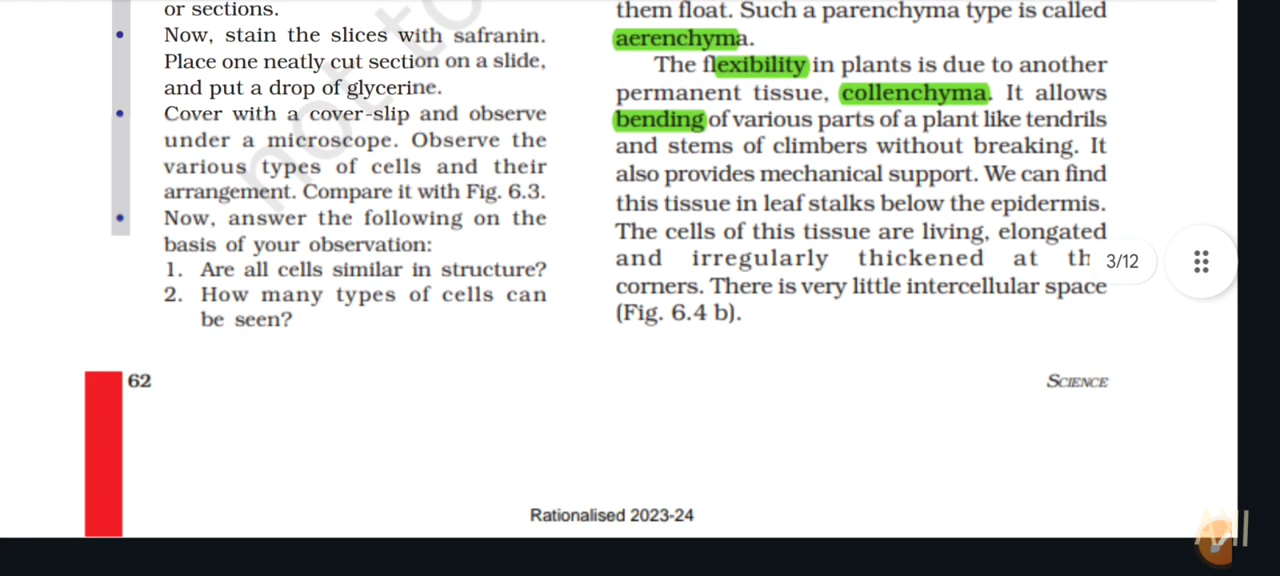 or sections.
Now, stain the slices with safranin.
Place one neatly cut section on a slide,
and put a drop of glycerine.
Cover with a cover-slip and observe
under a microscope. Observe the
various types of cells and their
arrangement. Compare it with Fig. 6.3.
Now, answer the following on the
basis of your observation:
1. Are all cells similar in structure?
2. How many types of cells can
be seen?
them float. Such a parenchyma type is called
aerenchyma.
The flexibility in plants is due to another
permanent tissue, collenchyma. It allows
bending of various parts of a plant like tendrils
and stems of climbers without breaking. It
also provides mechanical support. We can find
this tissue in leaf stalks below the epidermis.
The cells of this tissue are living, elongated
and irregularly thickened at th
corners. There is very little intercellular space
(Fig. 6.4 b).
3/12
62
SCIENCE
Rationalised 2023-24
not to